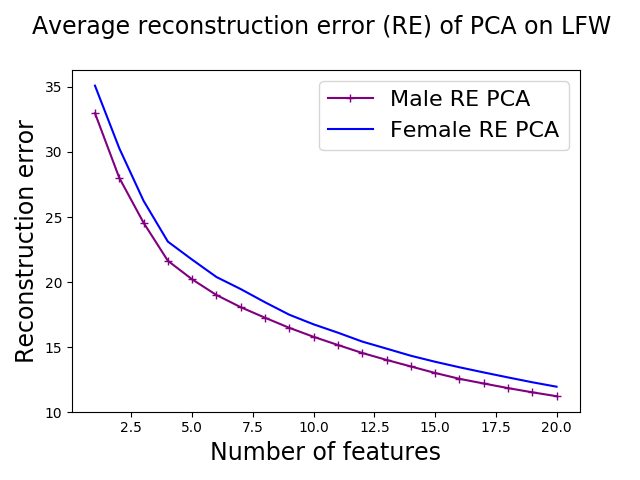 Average reconstruction error (RE) of PCA on LFW
Male RE PCA
Female RE PCA
Reconstruction error
35
30
25
20
15
10
2.5 5.0 7.5 10.0 12.5 15.0 17.5 20.0
Number of features